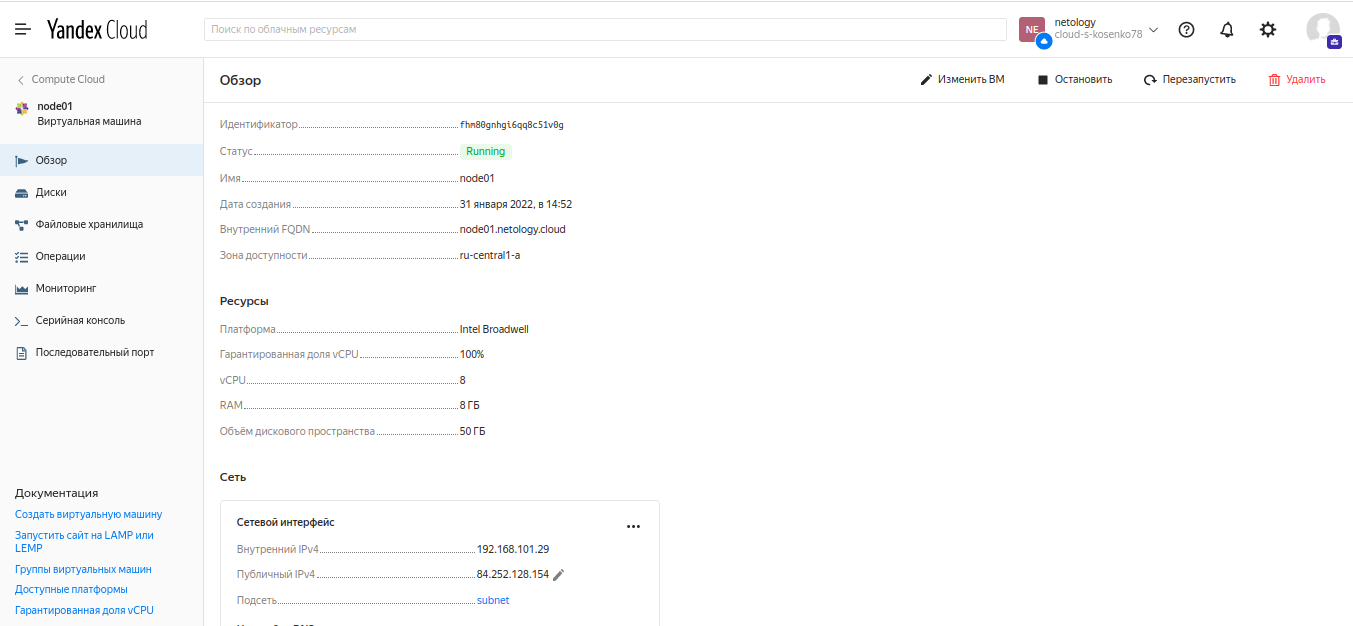 Yandex Cloud
Поиск по облачным ресурсам
NE
netology
cloud-s-kosenko78
Compute Cloud
node01
Виртуальная машина
Обзор
Диски
Файловые хранилища
Операции
Мониторинг
Серийная консоль
Последовательный порт
Документация
Создать виртуальную машину
Запустить сайт на LAMP или
LEMP
Группы виртуальных машин
Доступные платформы
Гарантированная доля vCPU
Обзор
Изменить ВМ
Остановить
Перезапустить
Удалить
Идентификатор fhm80gnhgi6qq8c51v0g
Статус Running
Имя node01
Дата создания 31 января 2022, в 14:52
Внутренний FQDN node01.netology.cloud
Зона доступности ru-central1-a
Ресурсы
Платформа Intel Broadwell
Гарантированная доля vCPU 100%
vCPU 8
RAM 8 ГБ
Объём дискового пространства 50 ГБ
Сеть
Сетевой интерфейс
Внутренний IPv4 192.168.101.29
Публичный IPv4 84.252.128.154
Подсеть subnet